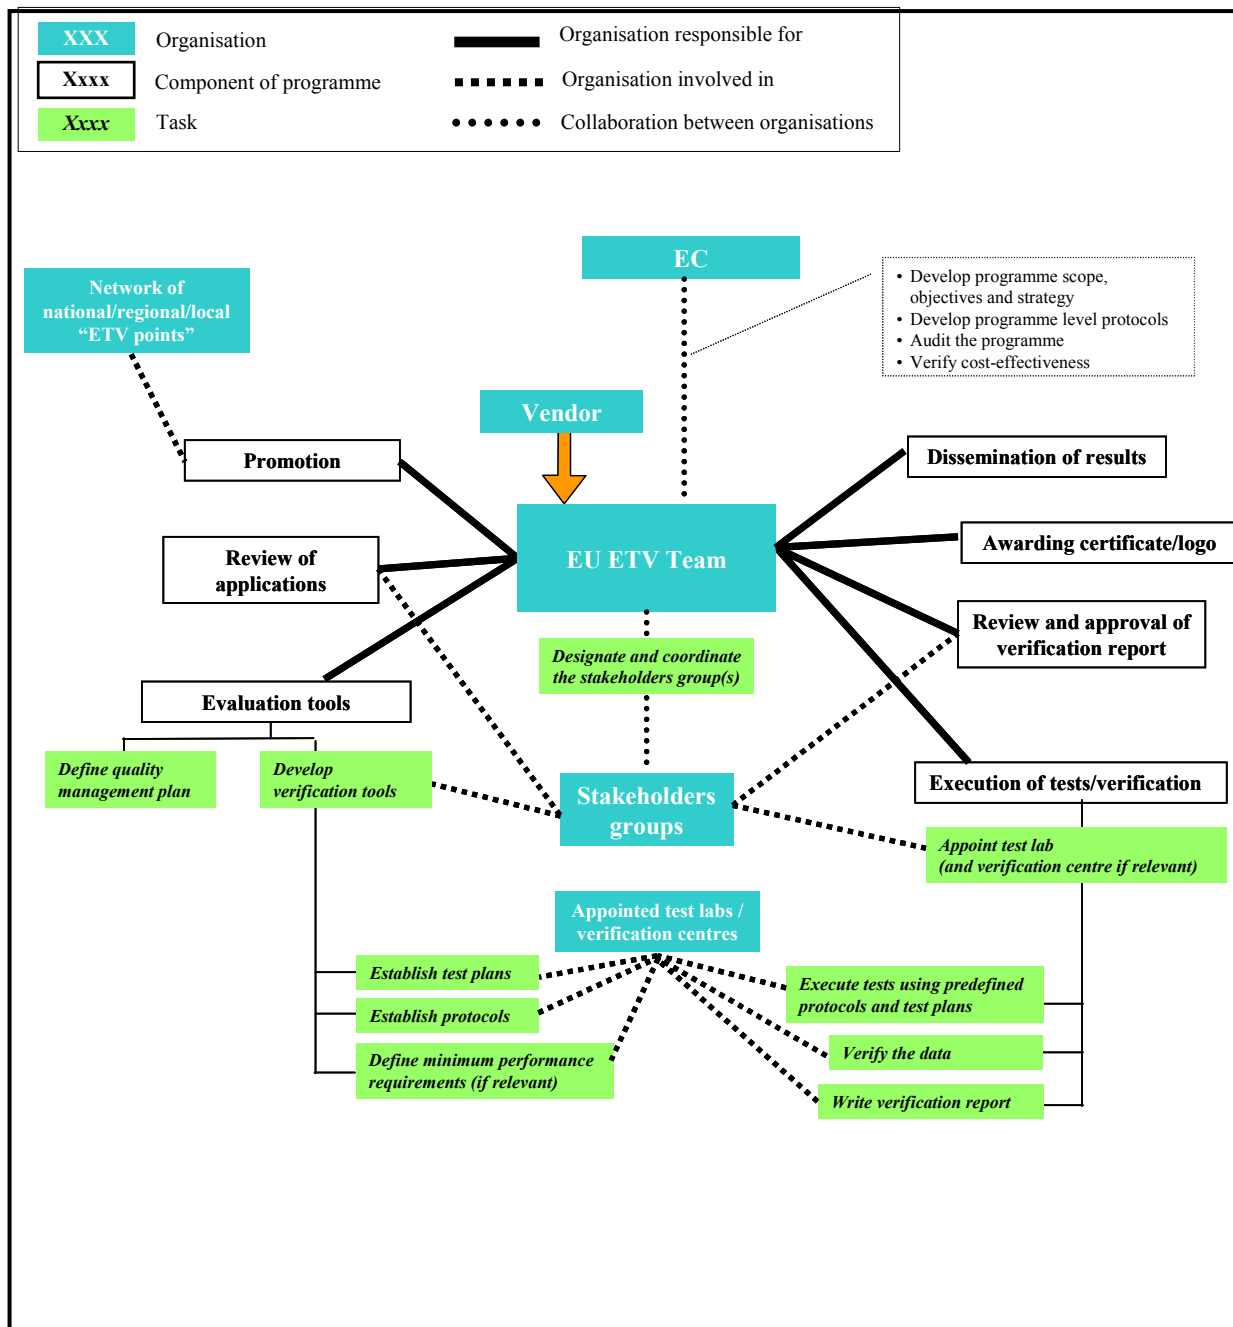 XXX
Organisation
Organisation responsible for
Xxxx
Component of programme
Organisation involved in
Xxxx
Task
Collaboration between organisations
EC
Network of
national/regional/local
“ETV points”
• Develop programme scope,
objectives and strategy
• Develop programme level protocols
• Audit the programme
• Verify cost-effectiveness
Vendor
Promotion
Dissemination of results
Review of
applications
EU ETV Team
Awarding certificate/logo
Review and approval of
verification report
Designate and coordinate
the stakeholders group(s)
Evaluation tools
Define quality
management plan
Develop
verification tools
Stakeholders
groups
Execution of tests/verification
Appoint test lab
(and verification centre if relevant)
Appointed test labs /
verification centres
Establish test plans
Establish protocols
Define minimum performance
requirements (if relevant)
Execute tests using predefined
protocols and test plans
Verify the data
Write verification report